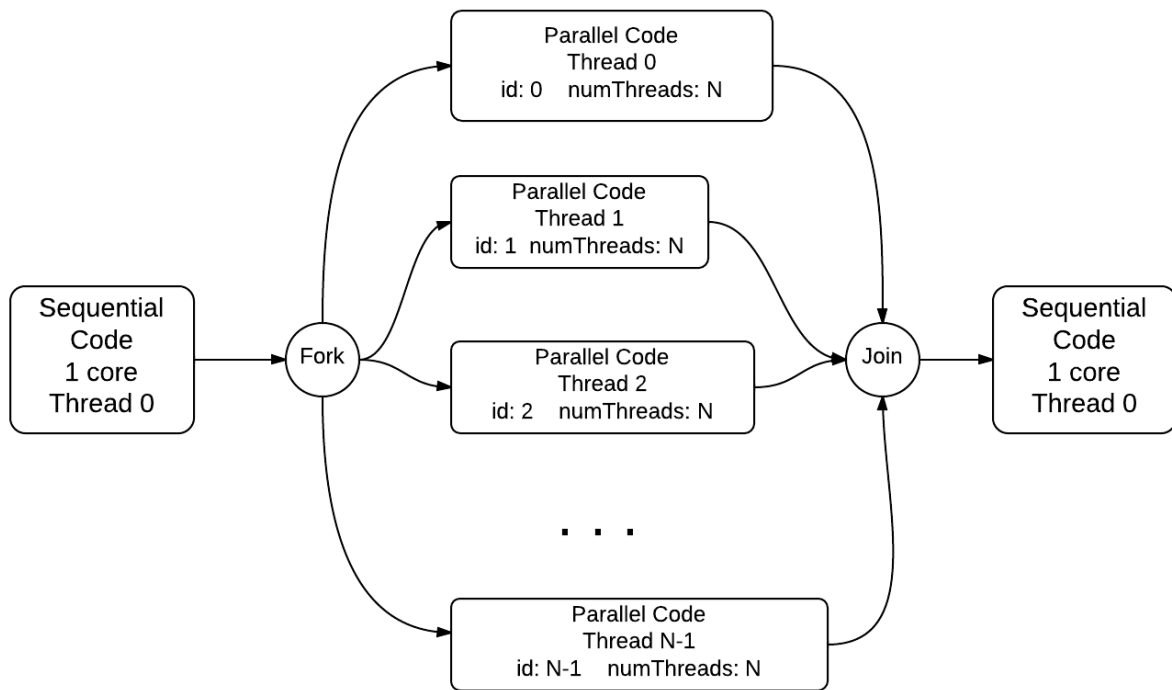 Parallel Code
Thread 0
id: 0 numThreads: N
Parallel Code
Thread 1
id: 1 numThreads: N
Sequential
Code
1 core
Thread 0
Fork
Parallel Code
Thread 2
id: 2 numThreads: N
Join
Sequential
Code
1 core
Thread 0
. . .
Parallel Code
Thread N-1
id: N-1 numThreads: N